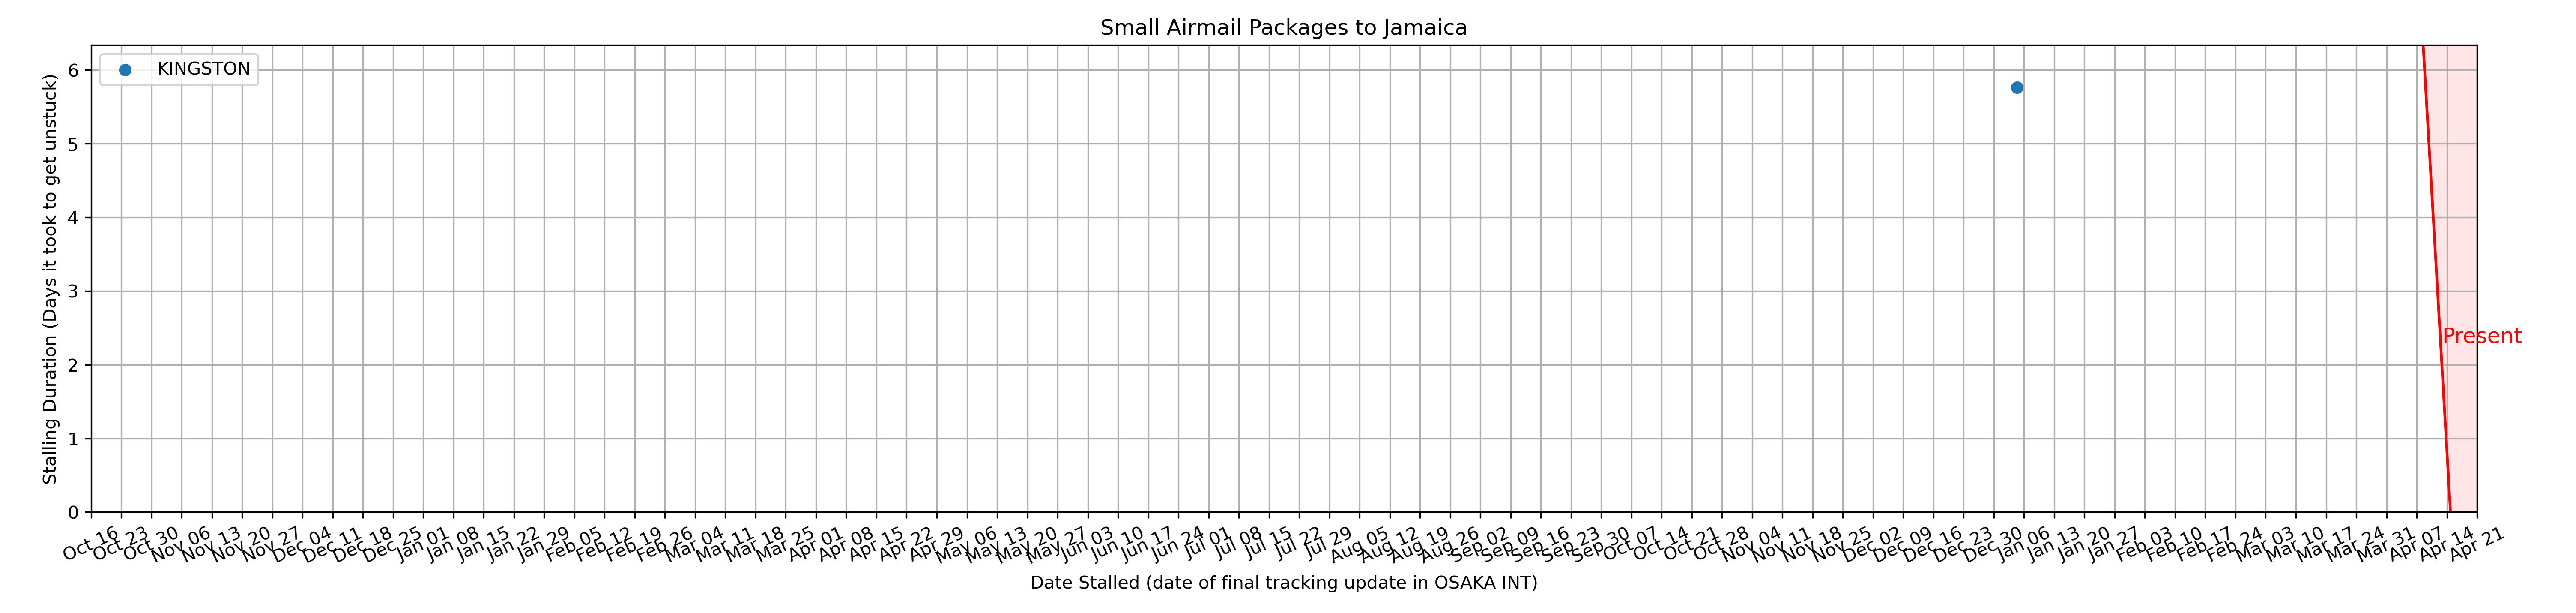 Small Airmail Packages to Jamaica
KINGSTON
Stalling Duration (Days it took to get unstuck)
6
5
4
3
2
1
0
Present
Oct 16 Oct 23 Oct 30 Nov 06 Nov 13 Nov 20 Nov 27 Dec 04 Dec 11 Dec 18 Dec 25 Jan 01 Jan 08 Jan 15 Jan 22 Jan 29 Feb 05 Feb 12 Feb 19 Feb 26 Mar 04 Mar 11 Mar 18 Mar 25 Apr 01 Apr 08 Apr 15 Apr 22 Apr 29 May 06 May 13 May 20 May 27 Jun 03 Jun 10 Jun 17 Jun 24 Jul 01 Jul 08 Jul 15 Jul 22 Jul 29 Aug 05 Aug 12 Aug 19 Aug 26 Sep 02 Sep 09 Sep 16 Sep 23 Sep 30 Oct 07 Oct 14 Oct 21 Oct 28 Nov 04 Nov 11 Nov 18 Nov 25 Dec 02 Dec 09 Dec 16 Dec 23 Dec 30 Jan 06 Jan 13 Jan 20 Jan 27 Feb 03 Feb 10 Feb 17 Feb 24 Mar 03 Mar 10 Mar 17 Mar 24 Mar 31 Apr 07 Apr 14 Apr 21
Date Stalled (date of final tracking update in OSAKA INT)